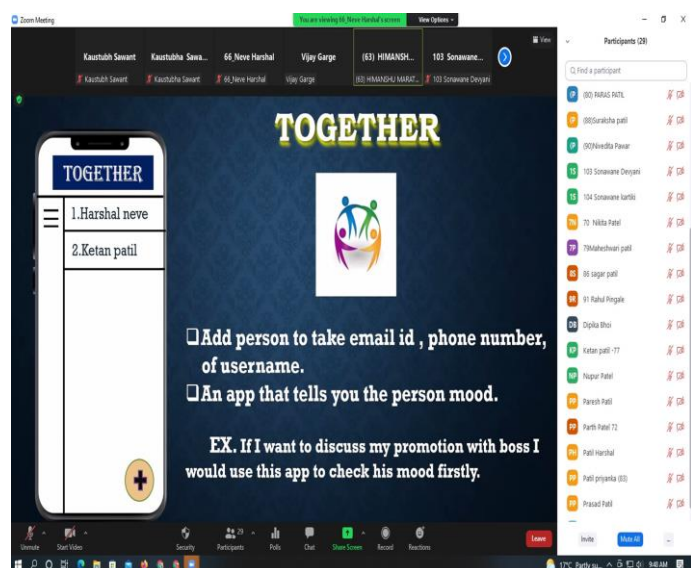 Zoom Meeting
You are viewing 66_Neve Harshal's screen
View Options
View
Kaustubh Sawant
Kaustubha Sawa...
66_Neve Harshal
Vijay Garge
(63) HIMANSH...
103 Sonawane...
Kaustubh Sawant
Kaustubha Sawant
66_Neve Harshal
Vijay Garge
(63) HIMANSHU MARAT...
103 Sonawane Devyani
TOGETHER
TOGETHER
1.Harshal neve
2.Ketan patil
Add person to take email id , phone number,
of username.
An app that tells you the person mood.
EX. If I want to discuss my promotion with boss I
would use this app to check his mood firstly.
Unmute
Start Video
Security
Participants
29
Polls
Chat
Share Screen
Record
Reactions
Leave
Participants (29)
Find a participant
(80) PARAS PATIL
(88)Suraksha patil
(90)Nivedita Pawar
103 Sonawane Devyani
104 Sonawane kartiki
70 Nikita Patel
79Maheshwari patil
86 sagar patil
91 Rahul Pingale
Dipika Bhoi
Ketan patil -77
Nupur Patel
Paresh Patil
Parth Patel 72
Patil Harshal
Patil priyanka (83)
Prasad Patil
Invite
Mute All
17°C Partly su...
9:48 AM